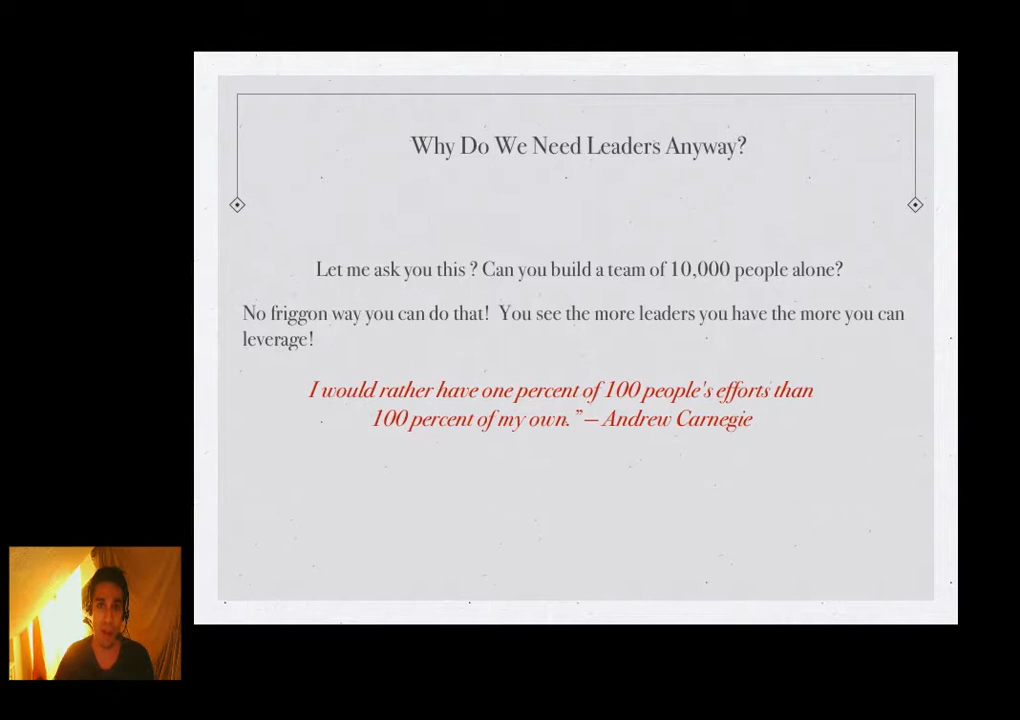 Why Do We Need Leaders Anyway?
Let me ask you this ? Can you build a team of 10,000 people alone?
No friggon way you can do that! You see the more leaders you have the more you can
leverage!
I would rather have one percent of 100 people's efforts than
100 percent of my own.” — Andrew Carnegie